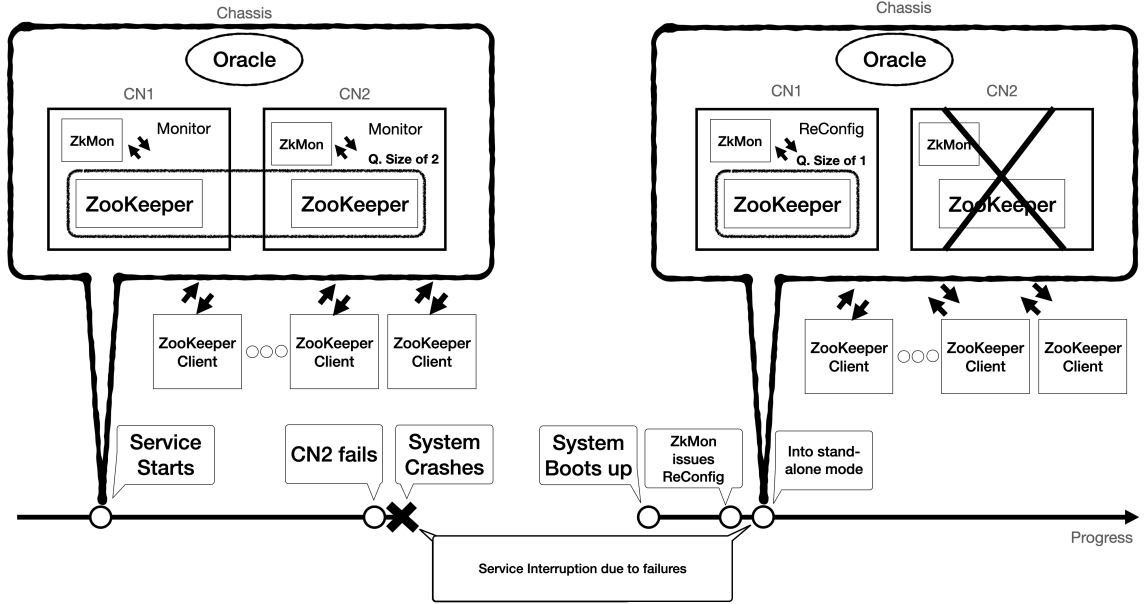 Chassis
Oracle
CN1
CN2
ZkMon
Monitor
ZkMon
Monitor
Q. Size of 2
ZooKeeper
ZooKeeper
ZooKeeper
Client
ZooKeeper
Client
ZooKeeper
Client
Chassis
Oracle
CN1
CN2
ZkMon
ReConfig
Q. Size of 1
ZkMon
ZooKeeper
ZooKeeper
ZooKeeper
Client
ZooKeeper
Client
ZooKeeper
Client
Service
Starts
CN2 fails
System
Crashes
System
Boots up
ZkMon
issues
ReConfig
Into stand-
alone mode
Progress
Service Interruption due to failures